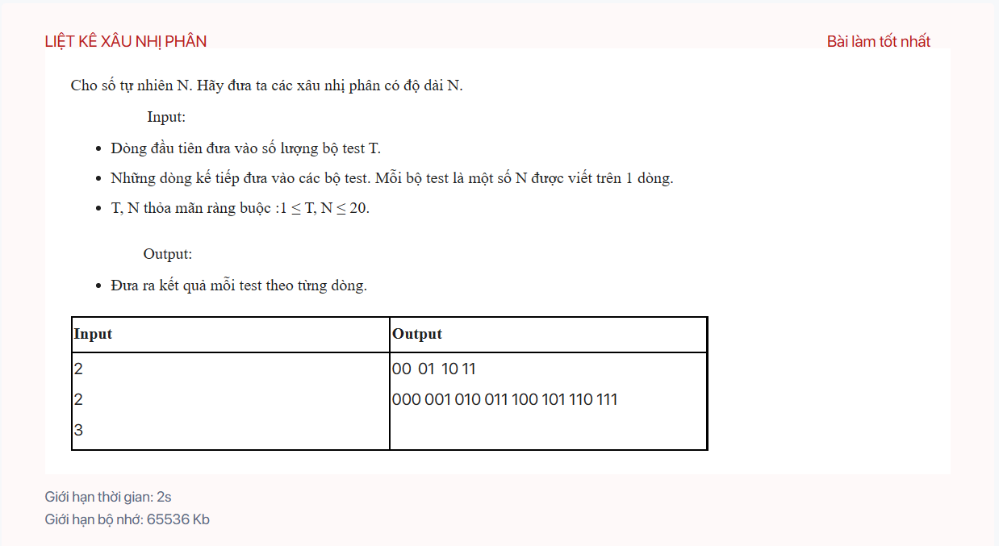 LIỆT KÊ XÂU NHỊ PHÂN
Bài làm tốt nhất
Cho số tự nhiên N. Hãy đưa ta các xâu nhị phân có độ dài N.
Input:
• Dòng đầu tiên đưa vào số lượng bộ test T.
• Những dòng kế tiếp đưa vào các bộ test. Mỗi bộ test là một số N được viết trên 1 dòng.
• T, N thỏa mãn ràng buộc :1 ≤ T, N ≤ 20.
Output:
• Đưa ra kết quả mỗi test theo từng dòng.
Input
Output
2
2
3
00 01 10 11
000 001 010 011 100 101 110 111
Giới hạn thời gian: 2s
Giới hạn bộ nhớ: 65536 Kb